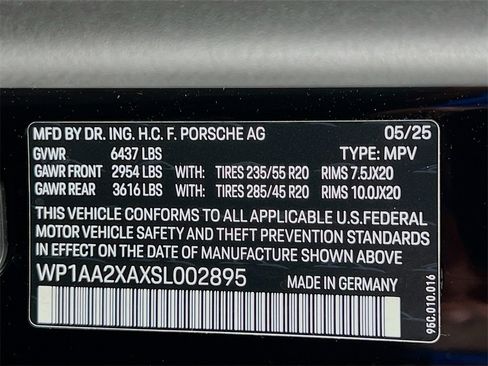 MFD BY DR. ING. H.C. F. PORSCHE AG 05/25
GVWR 6437 LBS TYPE: MPV
GAWR FRONT 2954 LBS WITH: TIRES 235/55 R20 RIMS 7.5JX20
GAWR REAR 3616 LBS WITH: TIRES 285/45 R20 RIMS 10.0JX20
THIS VEHICLE CONFORMS TO ALL APPLICABLE U.S.FEDERAL
MOTOR VEHICLE SAFETY AND THEFT PREVENTION STANDARDS
IN EFFECT ON THE DATE OF MANUFACTURE SHOWN ABOVE
WP1AA2XAXSL002895 MADE IN GERMANY
95C.010.016